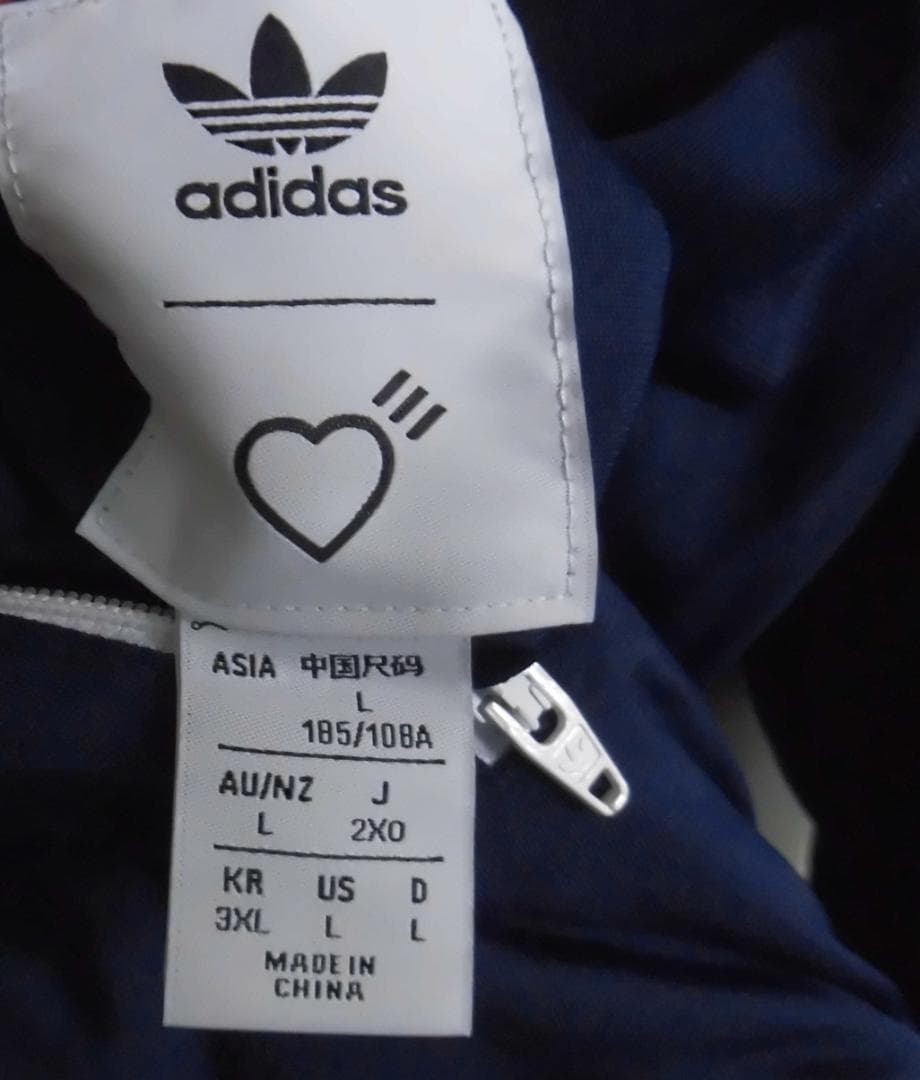 adidas
ASIA 中国尺码
L
185/108A
AU/NZ J
L 2XO
KR US D
3XL L L
MADE IN
CHINA